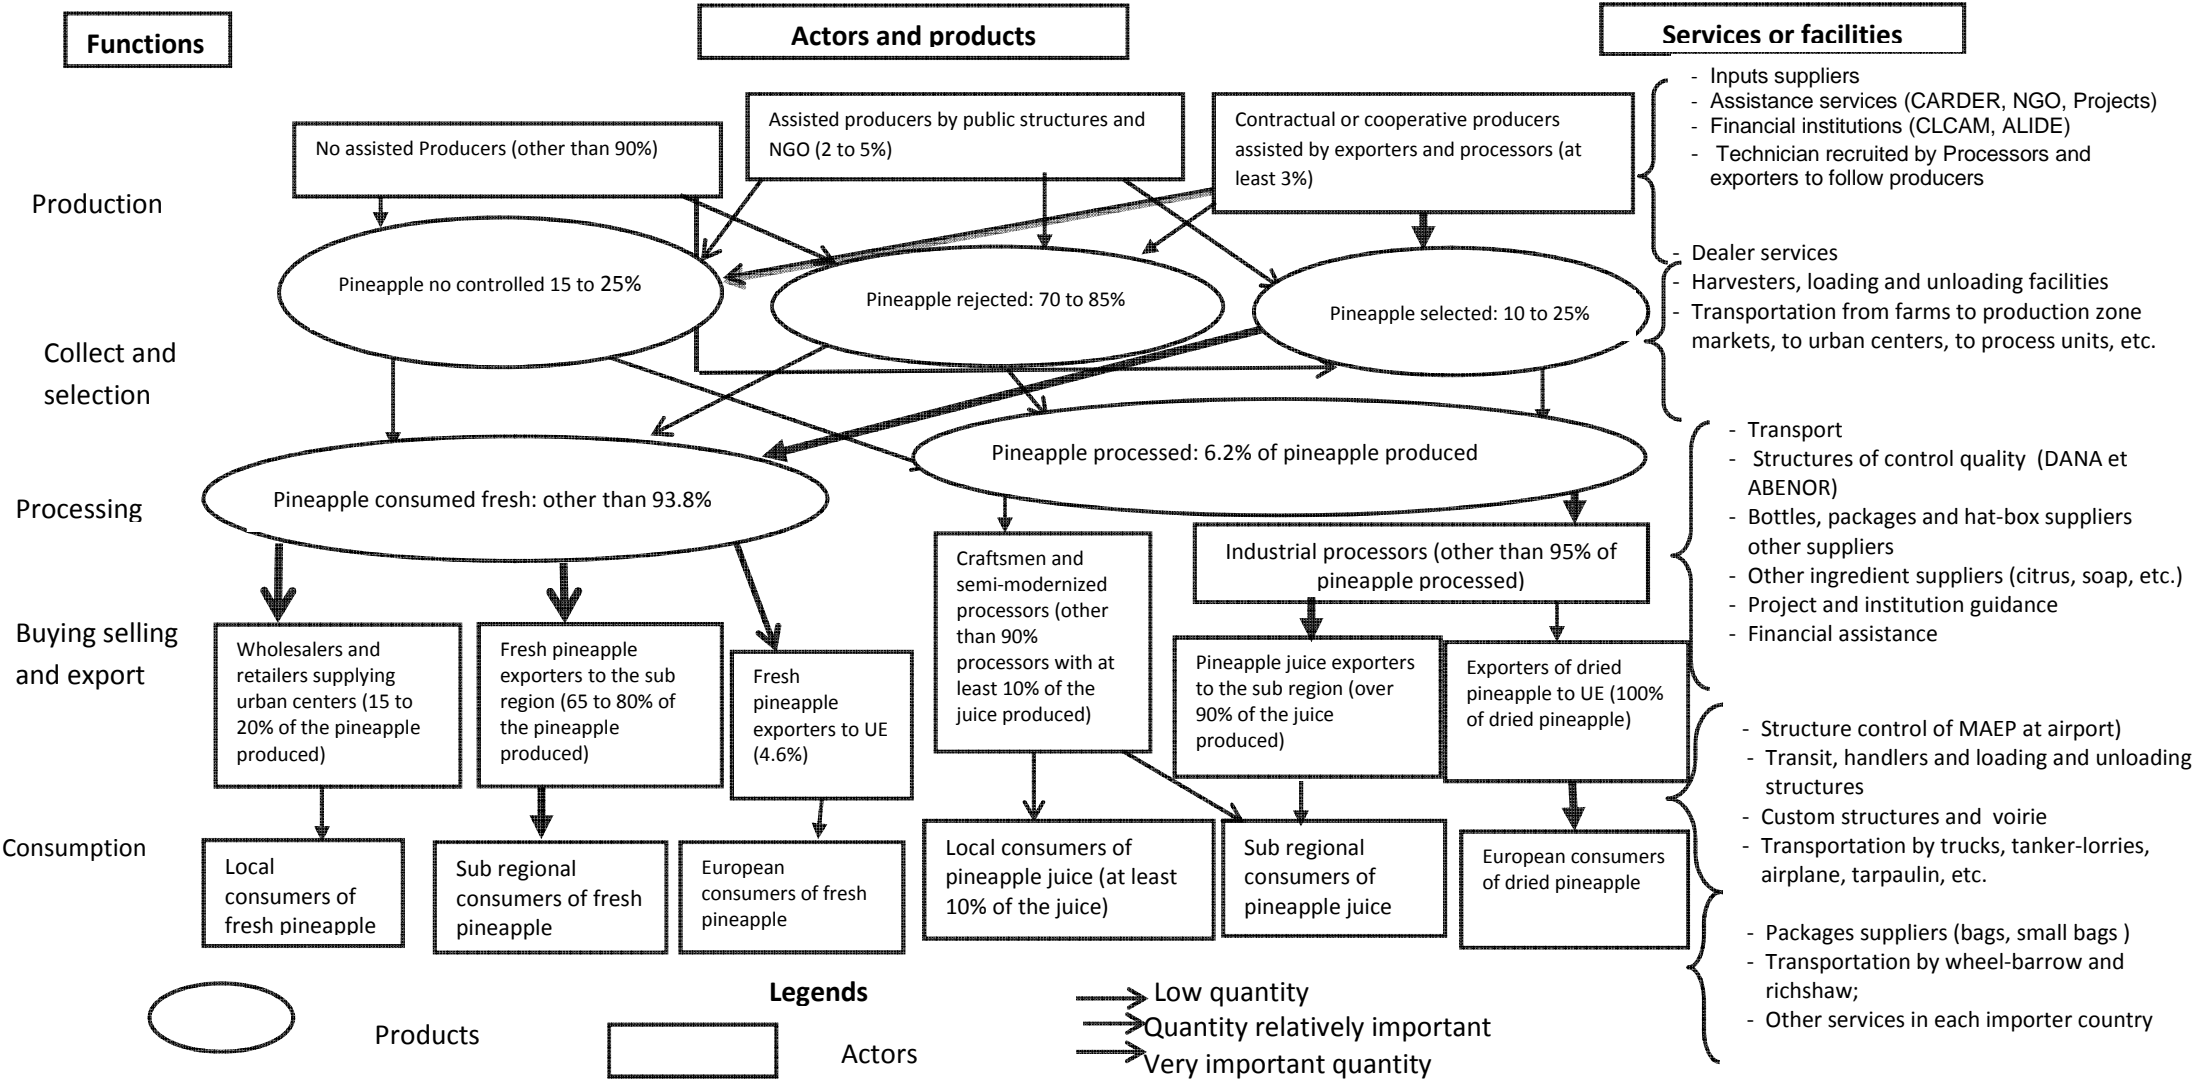 Functions
Actors and products
Services or facilities
- Inputs suppliers
- Assistance services (CARDER, NGO, Projects)
- Financial institutions (CLCAM, ALIDE)
- Technician recruited by Processors and
exporters to follow producers
No assisted Producers (other than 90%)
Assisted producers by public structures and
NGO (2 to 5%)
Contractual or cooperative producers
assisted by exporters and processors (at
least 3%)
Production
- Dealer services
- Harvesters, loading and unloading facilities
- Transportation from farms to production zone
markets, to urban centers, to process units, etc.
Pineapple no controlled 15 to 25%
Pineapple rejected: 70 to 85%
Pineapple selected: 10 to 25%
Collect and
selection
Pineapple consumed fresh: other than 93.8%
Pineapple processed: 6.2% of pineapple produced
Processing
- Transport
- Structures of control quality (DANA et
ABENOR)
- Bottles, packages and hat-box suppliers
other suppliers
- Other ingredient suppliers (citrus, soap, etc.)
- Project and institution guidance
- Financial assistance
Craftsmen and
semi-modernized
processors (other
than 90%
processors with at
least 10% of the
juice produced)
Industrial processors (other than 95% of
pineapple processed)
Buying selling
and export
Wholesalers and
retailers supplying
urban centers (15 to
20% of the pineapple
produced)
Fresh pineapple
exporters to the sub
region (65 to 80% of
the pineapple
produced)
Fresh
pineapple
exporters to UE
(4.6%)
Pineapple juice exporters
to the sub region (over
90% of the juice
produced)
Exporters of dried
pineapple to UE (100%
of dried pineapple)
- Structure control of MAEP at airport)
- Transit, handlers and loading and unloading
structures
- Custom structures and voirie
- Transportation by trucks, tanker-lorries,
airplane, tarpaulin, etc.
Consumption
Local
consumers of
fresh pineapple
Sub regional
consumers of fresh
pineapple
European
consumers of fresh
pineapple
Local consumers of
pineapple juice (at least
10% of the juice)
Sub regional
consumers of
pineapple juice
European consumers
of dried pineapple
- Packages suppliers (bags, small bags )
- Transportation by wheel-barrow and
richshaw;
- Other services in each importer country
Legends
Products
Actors
Low quantity
Quantity relatively important
Very important quantity